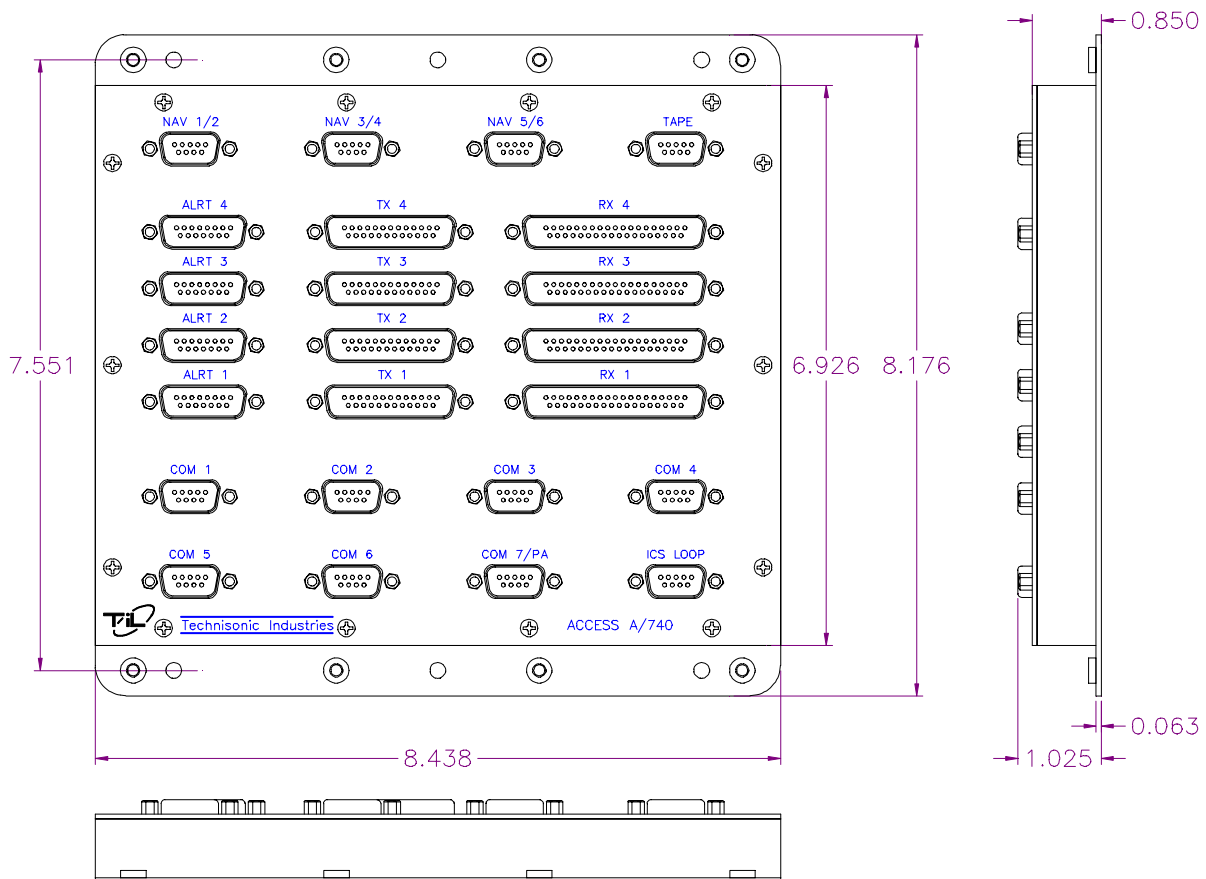 0.850
NAV 1/2 NAV 3/4 NAV 5/6 TAPE
ALRT 4 TX 4 RX 4
ALRT 3 TX 3 RX 3
ALRT 2 TX 2 RX 2
7.551 6.926 8.176
ALRT 1 TX 1 RX 1
COM 1 COM 2 COM 3 COM 4
COM 5 COM 6 COM 7/PA ICS LOOP
TiL Technisonic Industries ACCESS A/740
0.063
8.438 1.025